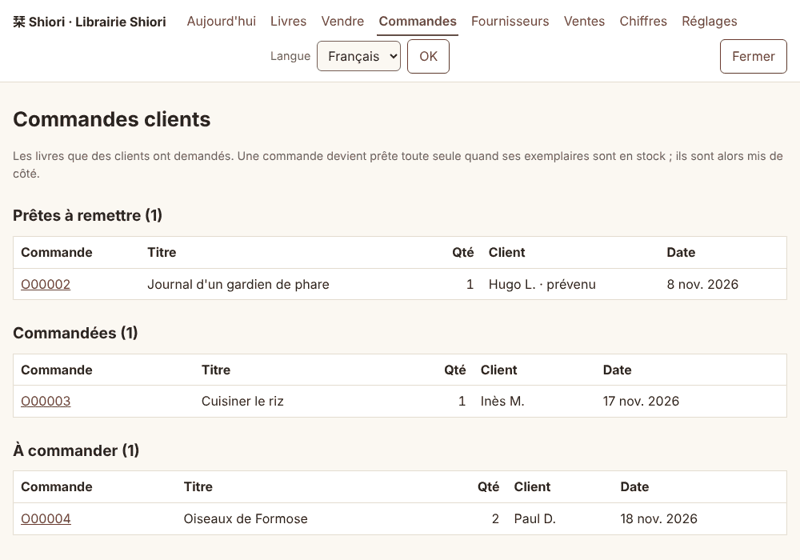 栞 Shiori · Librairie Shiori Aujourd'hui Livres Vendre Commandes Fournisseurs Ventes Chiffres Réglages
Langue Français OK Fermer
Commandes clients
Les livres que des clients ont demandés. Une commande devient prête toute seule quand ses exemplaires sont en stock ; ils sont alors mis de
côté.
Prêtes à remettre (1)
Commande Titre Qté Client Date
O00002 Journal d'un gardien de phare 1 Hugo L. · prévenu 8 nov. 2026
Commandées (1)
Commande Titre Qté Client Date
O00003 Cuisiner le riz 1 Inès M. 17 nov. 2026
À commander (1)
Commande Titre Qté Client Date
O00004 Oiseaux de Formose 2 Paul D. 18 nov. 2026